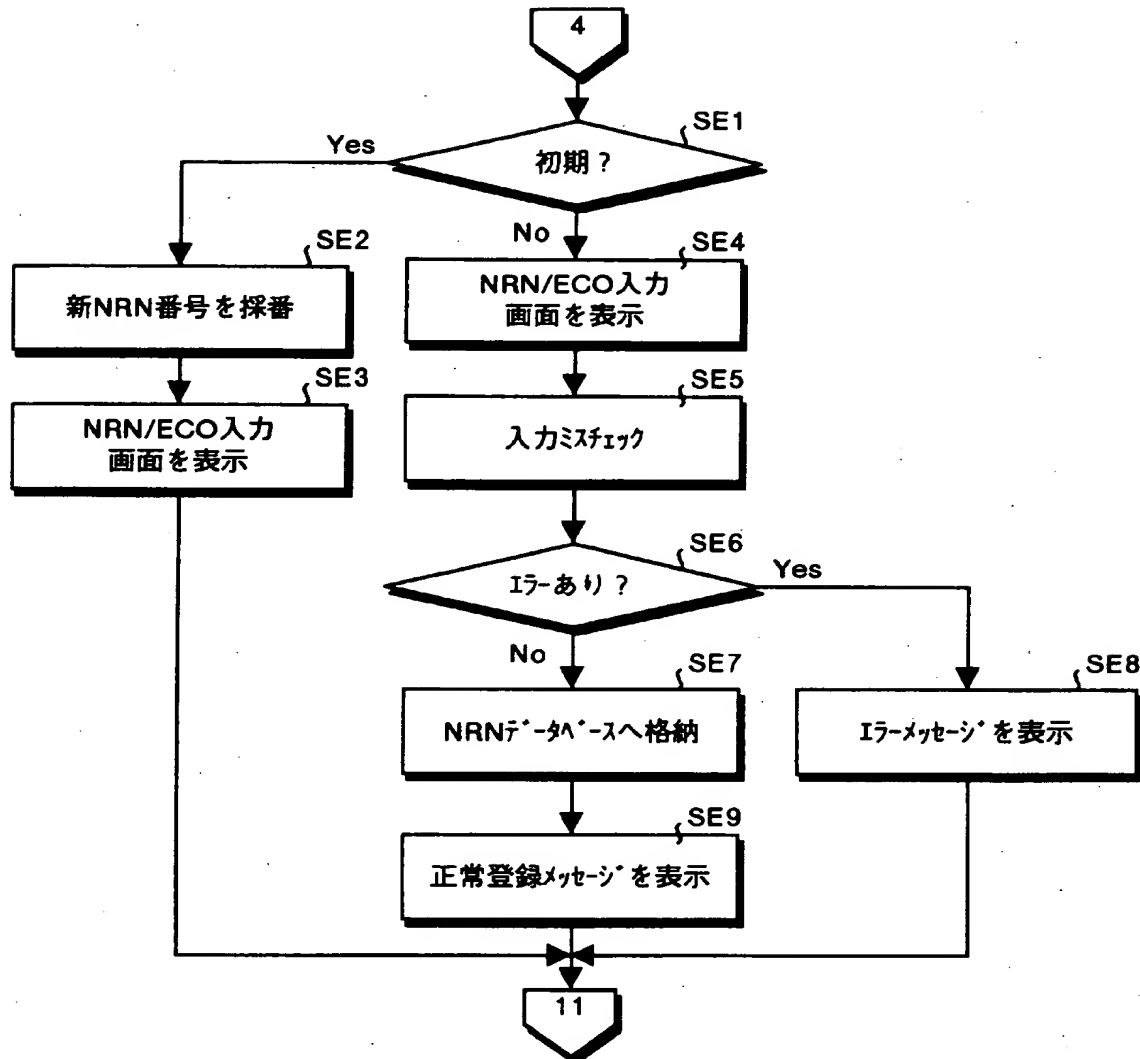 4
SE1
初期？
Yes
No
SE2
新NRN番号を採番
SE3
NRN/ECO入力
画面を表示
SE4
NRN/ECO入力
画面を表示
SE5
入力ﾐｽﾁｪｯｸ
SE6
ｴﾗｰあり？
Yes
No
SE7
NRNﾃﾞｰﾀﾍﾞｰｽへ格納
SE8
ｴﾗｰﾒｯｾｰｼﾞを表示
SE9
正常登録ﾒｯｾｰｼﾞを表示
11